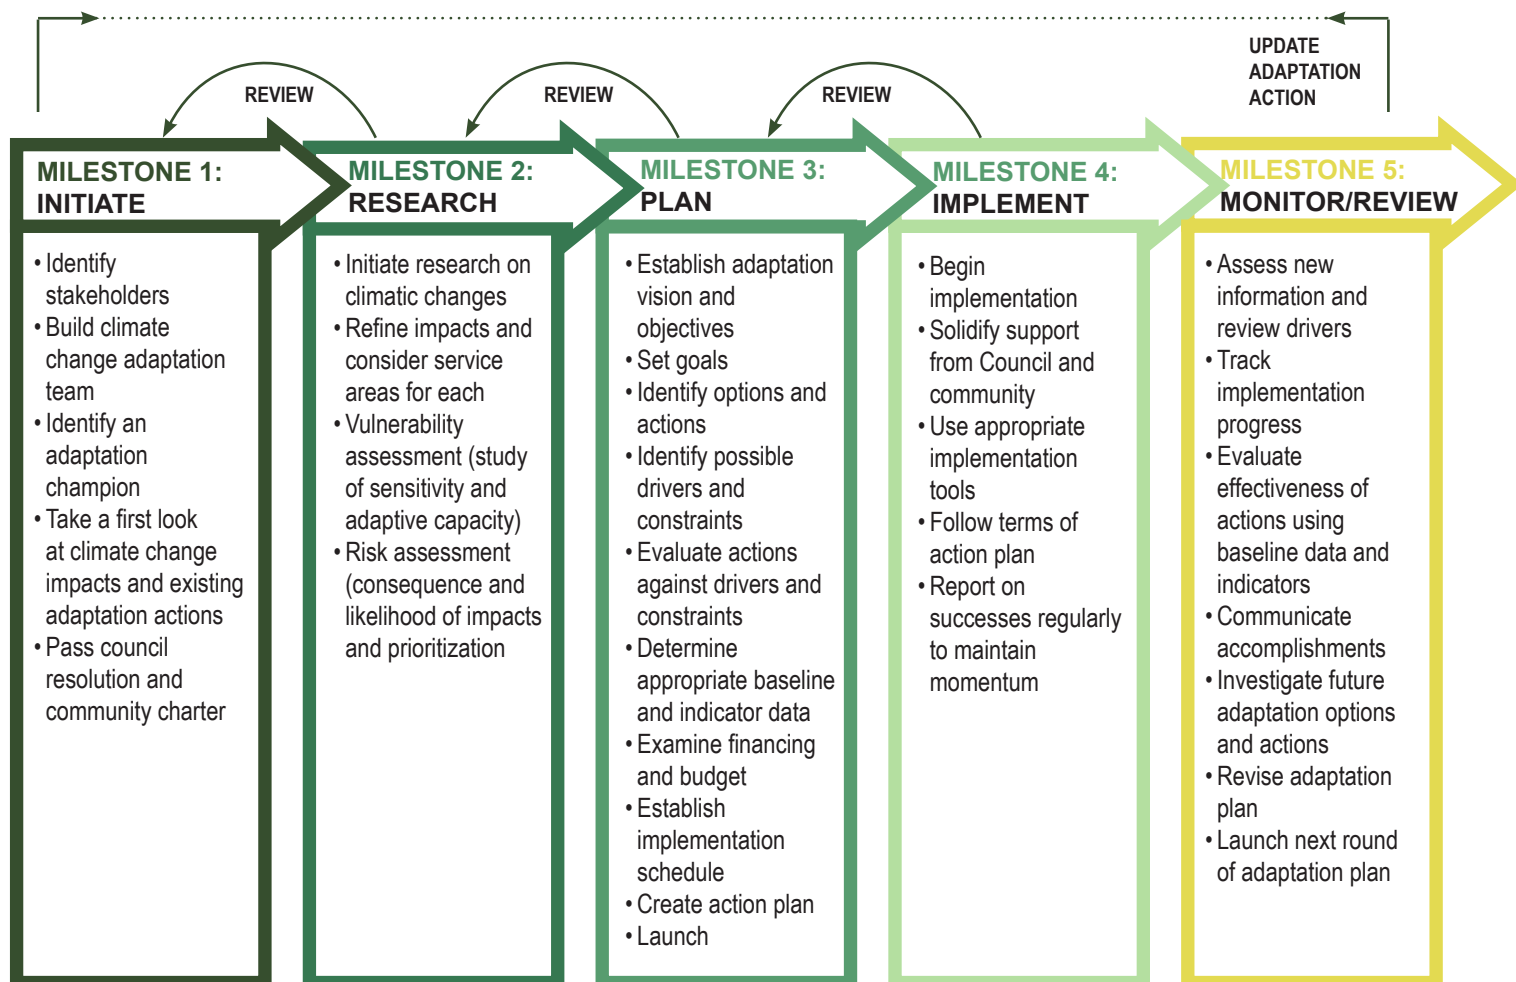 UPDATE
ADAPTATION
ACTION
REVIEW
REVIEW
REVIEW
MILESTONE 1:
INITIATE
• Identify
stakeholders
• Build climate
change adaptation
team
• Identify an
adaptation
champion
• Take a first look
at climate change
impacts and existing
adaptation actions
• Pass council
resolution and
community charter
MILESTONE 2:
RESEARCH
• Initiate research on
climatic changes
• Refine impacts and
consider service
areas for each
• Vulnerability
assessment (study
of sensitivity and
adaptive capacity)
• Risk assessment
(consequence and
likelihood of impacts
and prioritization
MILESTONE 3:
PLAN
• Establish adaptation
vision and
objectives
• Set goals
• Identify options and
actions
• Identify possible
drivers and
constraints
• Evaluate actions
against drivers and
constraints
• Determine
appropriate baseline
and indicator data
• Examine financing
and budget
• Establish
implementation
schedule
• Create action plan
• Launch
MILESTONE 4:
IMPLEMENT
• Begin
implementation
• Solidify support
from Council and
community
• Use appropriate
implementation
tools
• Follow terms of
action plan
• Report on
successes regularly
to maintain
momentum
MILESTONE 5:
MONITOR/REVIEW
• Assess new
information and
review drivers
• Track
implementation
progress
• Evaluate
effectiveness of
actions using
baseline data and
indicators
• Communicate
accomplishments
• Investigate future
adaptation options
and actions
• Revise adaptation
plan
• Launch next round
of adaptation plan